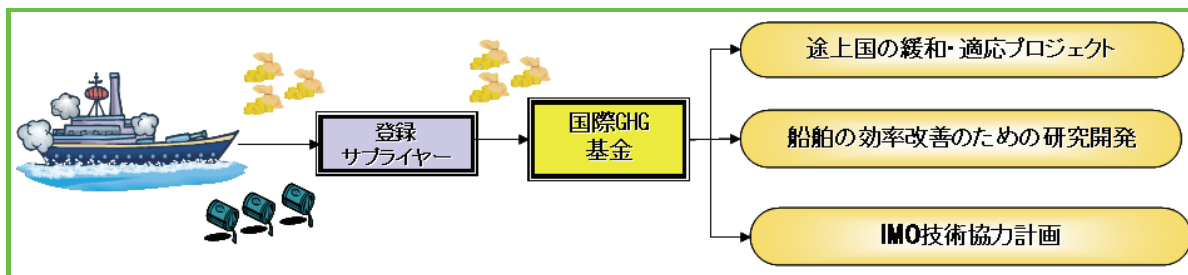 登録
サプライヤー
国際GHG
基金
途上国の緩和・適応プロジェクト
船舶の効率改善のための研究開発
IMO技術協力計画